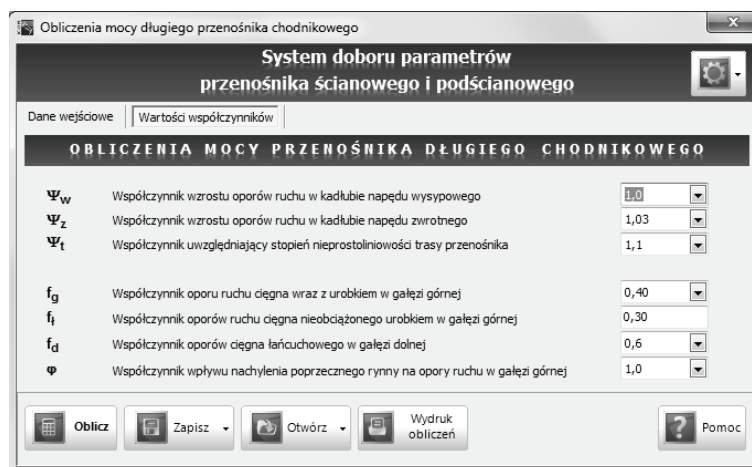 Obliczenia mocy długiego przenośnika chodnikowego
System doboru parametrów
przenośnika ścianowego i podścianowego
Dane wejściowe Wartości współczynników
OBLICZENIA MOCY PRZENOŚNIKA DŁUGIEGO CHODNIKOWEGO
Ψw Współczynnik wzrostu oporów ruchu w kadłubie napędu wysypowego 1,0
Ψz Współczynnik wzrostu oporów ruchu w kadłubie napędu zwrotnego 1,03
Ψt Współczynnik uwzględniający stopień nieprostoliniowości trasy przenośnika 1,1
fg Współczynnik oporu ruchu cięgna wraz z urobkiem w gałęzi górnej 0,40
fł Współczynnik oporów ruchu cięgna nieobciążonego urobkiem w gałęzi górnej 0,30
fd Współczynnik oporów cięgna łańcuchowego w gałęzi dolnej 0,6
φ Współczynnik wpływu nachylenia poprzecznego rynny na opory ruchu w gałęzi górnej 1,0
Oblicz Zapisz Otwórz Wydruk obliczeń Pomoc